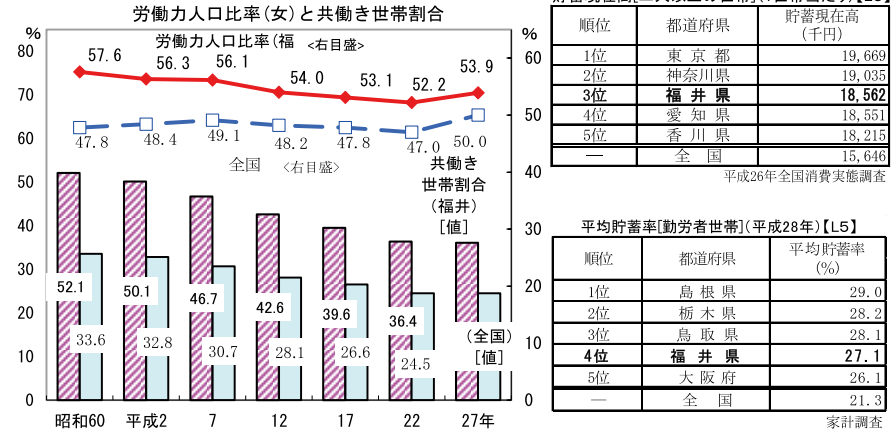 労働力人口比率(女)と共働き世帯割合
%
80
70
60
50
40
30
20
10
0
労働力人口比率(福 <右目盛>
57.6
56.3
56.1
54.0
53.1
52.2
53.9
47.8
48.4
49.1
48.2
47.8
47.0
50.0
全国 <右目盛>
共働き
世帯割合
(福井)
[値]
52.1
50.1
46.7
42.6
39.6
36.4
33.6
32.8
30.7
28.1
26.6
24.5
(全国)
[値]
昭和60
平成2
7
12
17
22
27年
%
60
50
40
30
20
10
0
順位 都道府県 貯蓄現在高
(千円)
1位 東京都 19,669
2位 神奈川県 19,035
3位 福井県 18,562
4位 愛知県 18,551
5位 香川県 18,215
― 全国 15,646
平成26年全国消費実態調査
平均貯蓄率[勤労者世帯](平成28年)【L5】
順位 都道府県 平均貯蓄率
(%)
1位 島根県 29.0
2位 栃木県 28.2
3位 鳥取県 28.1
4位 福井県 27.1
5位 大阪府 26.1
― 全国 21.3
家計調査